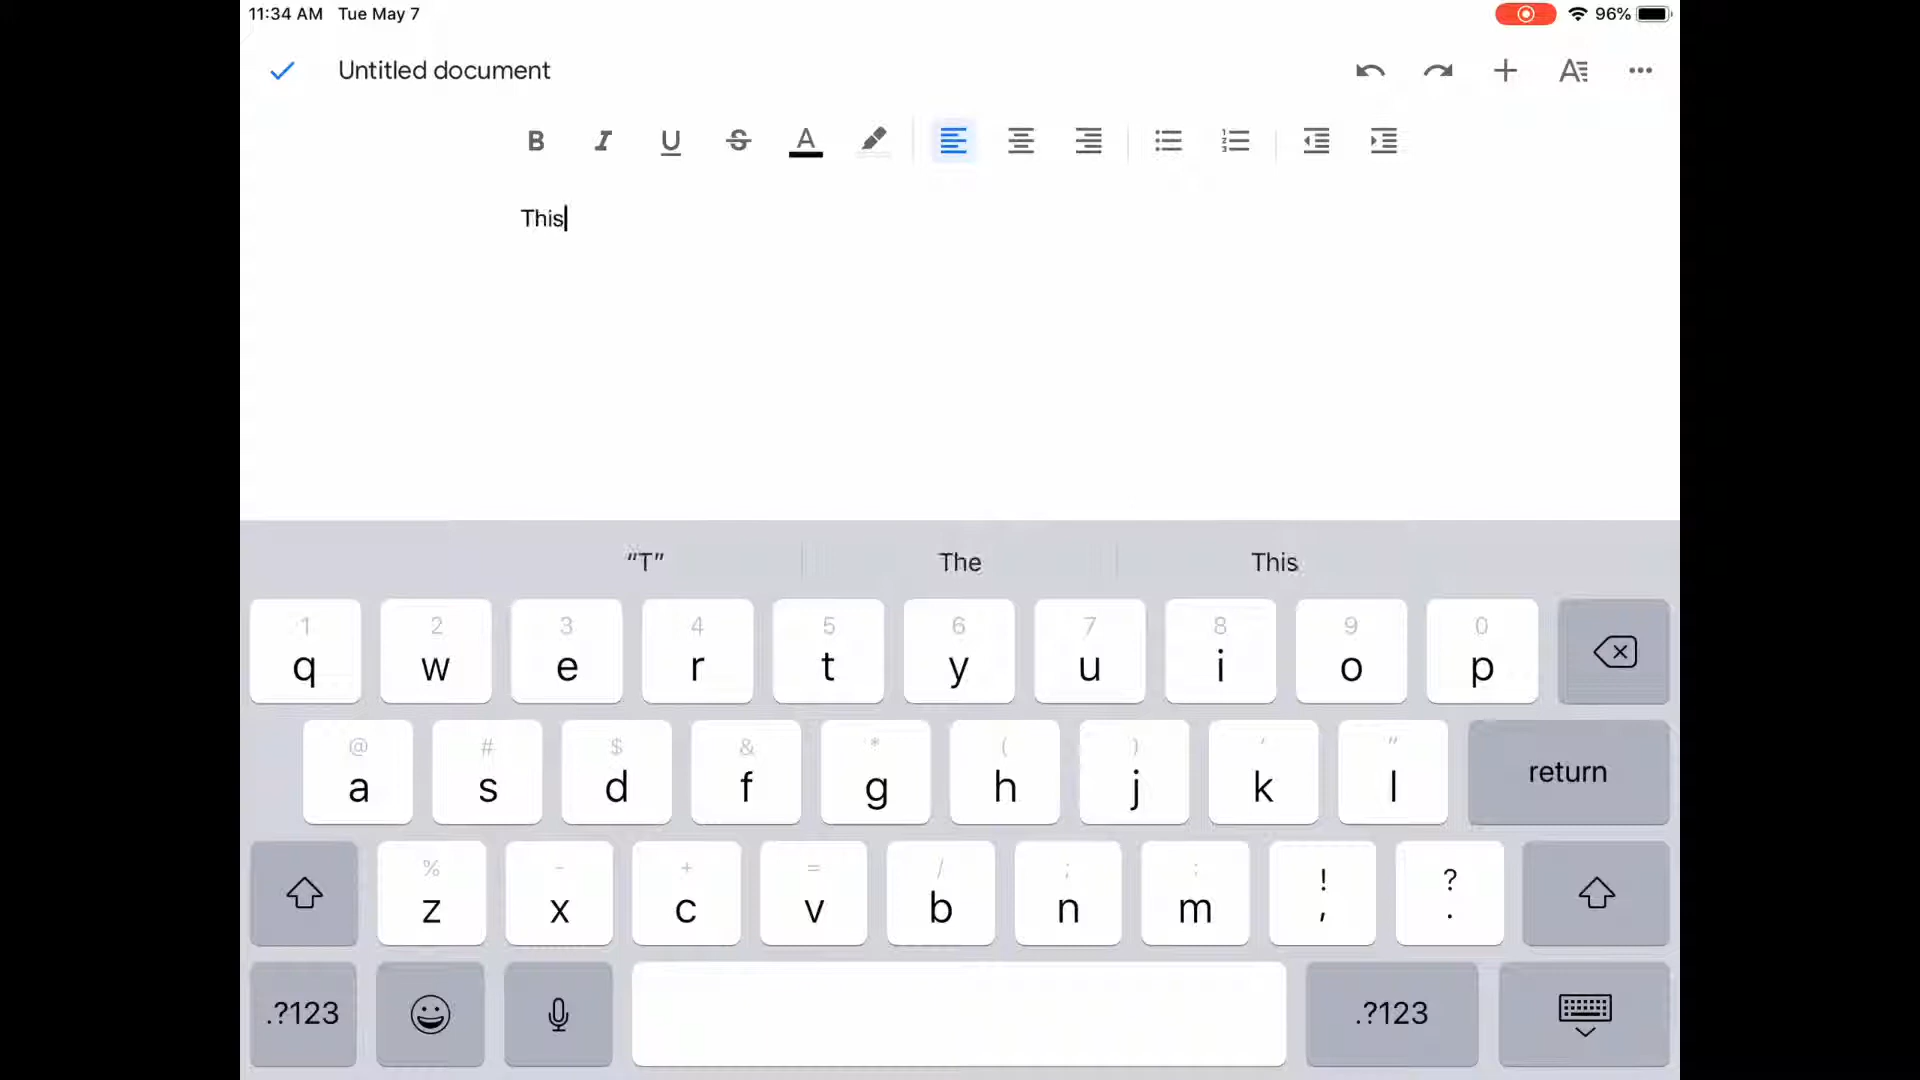 11:34 AM Tue May 7 96%
Untitled document
B I U S A
This
“T” The This
1 2 3 4 5 6 7 8 9 0
q w e r t y u i o p
@ # $ & * ( ) ' "
a s d f g h j k l return
% - + = / ; : ! ?
z x c v b n m , .
.?123 .?123